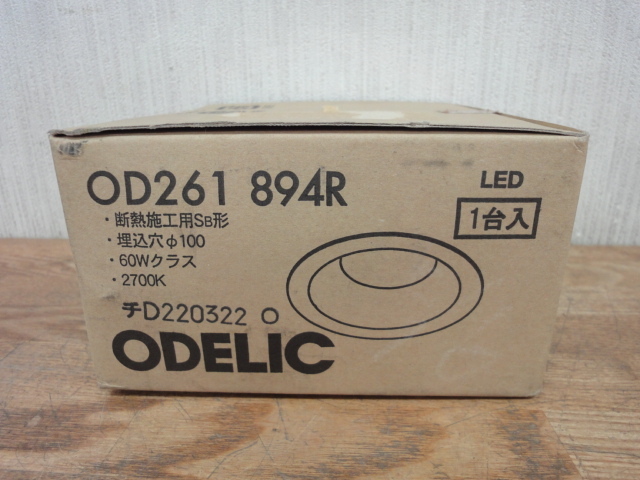 OD261 894R
LED
1台入
・断熱施工用SB形
・埋込穴φ100
・60Wクラス
・2700K
チD220322 O
ODELIC